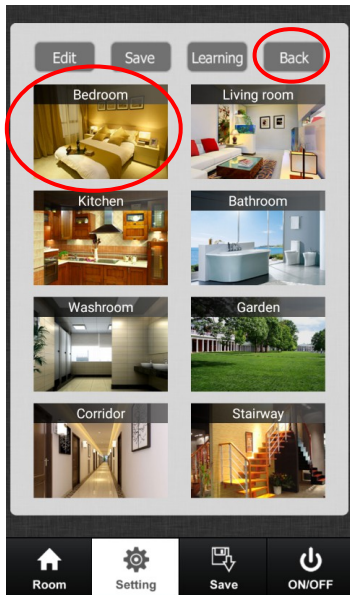 Edit Save Learning Back
Bedroom Living room
Kitchen Bathroom
Washroom Garden
Corridor Stairway
Room Setting Save ON/OFF